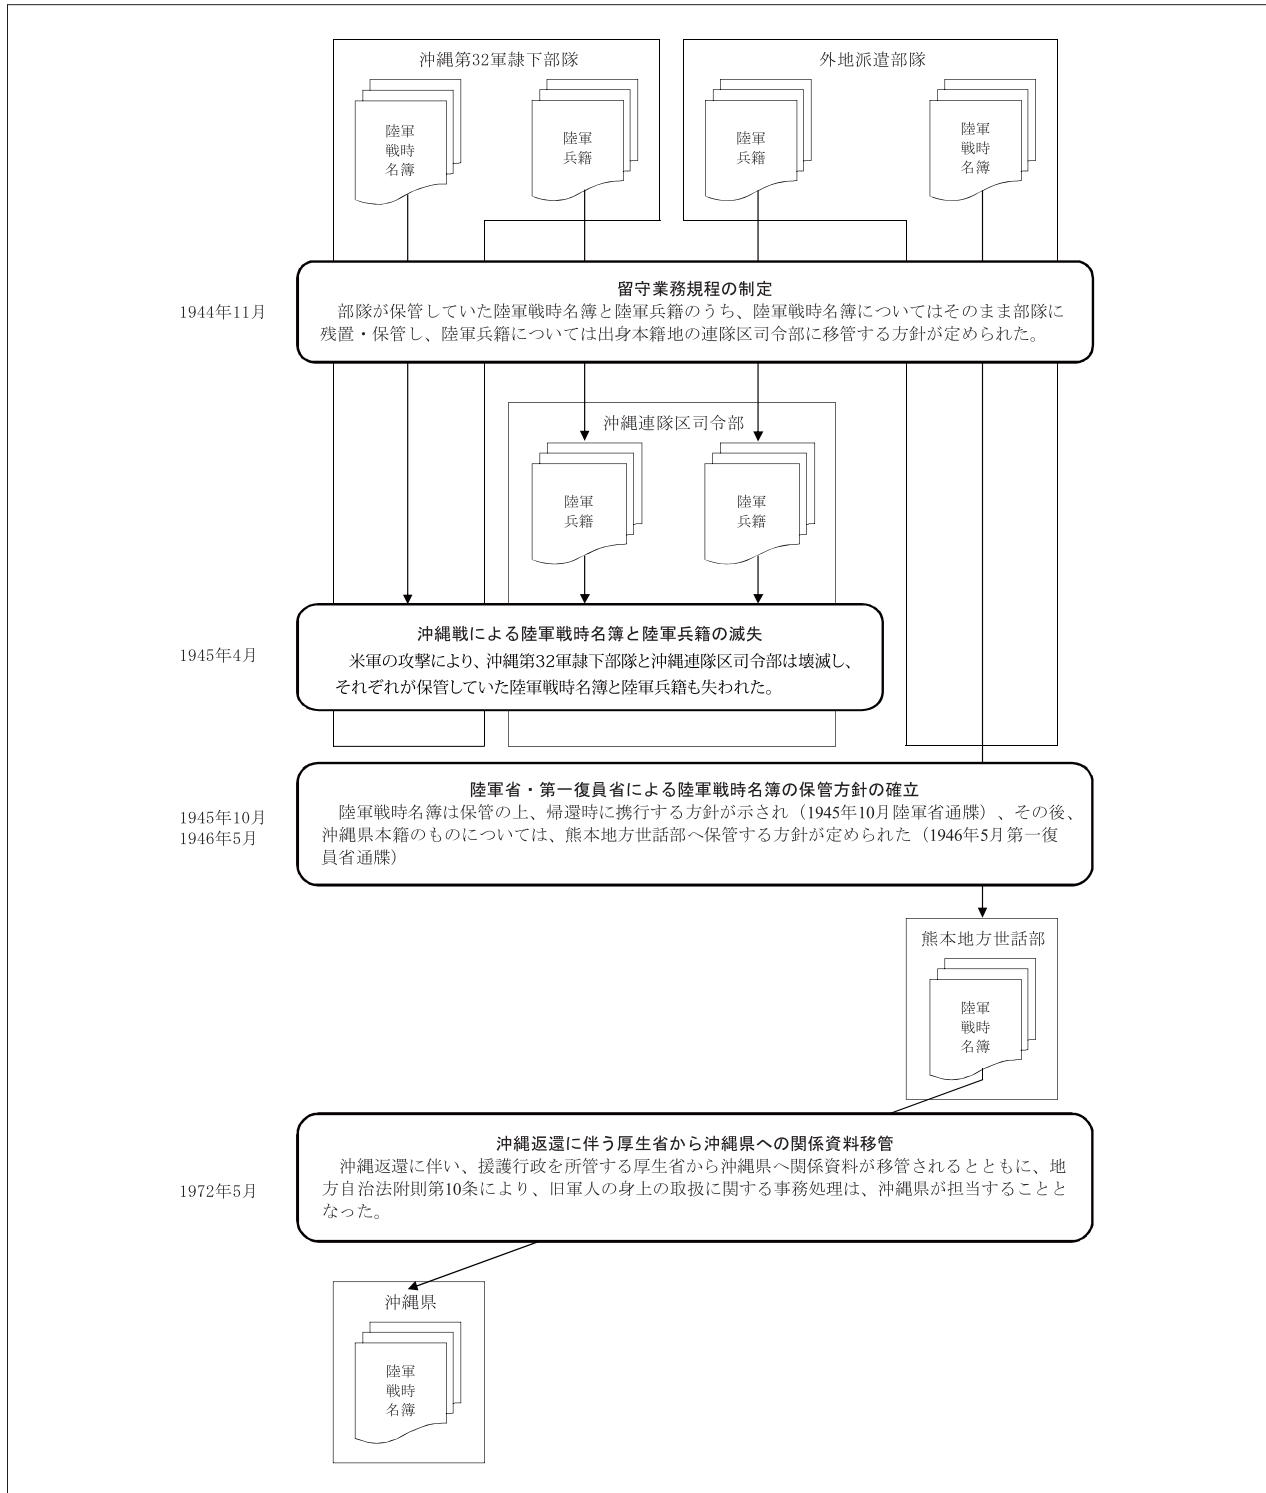 沖縄第32軍隷下部隊
外地派遣部隊
陸軍
戦時
名簿
陸軍
兵籍
陸軍
兵籍
陸軍
戦時
名簿
1944年11月
留守業務規程の制定
部隊が保管していた陸軍戦時名簿と陸軍兵籍のうち、陸軍戦時名簿についてはそのまま部隊に
残置・保管し、陸軍兵籍については出身本籍地の連隊区司令部に移管する方針が定められた。
沖縄連隊区司令部
陸軍
兵籍
陸軍
兵籍
1945年4月
沖縄戦による陸軍戦時名簿と陸軍兵籍の滅失
米軍の攻撃により、沖縄第32軍隷下部隊と沖縄連隊区司令部は壊滅し、
それぞれが保管していた陸軍戦時名簿と陸軍兵籍も失われた。
1945年10月
1946年5月
陸軍省・第一復員省による陸軍戦時名簿の保管方針の確立
陸軍戦時名簿は保管の上、帰還時に携行する方針が示され（1945年10月陸軍省通牒）、その後、
沖縄県本籍のものについては、熊本地方世話部へ保管する方針が定められた（1946年5月第一復
員省通牒）
熊本地方世話部
陸軍
戦時
名簿
1972年5月
沖縄返還に伴う厚生省から沖縄県への関係資料移管
沖縄返還に伴い、援護行政を所管する厚生省から沖縄県へ関係資料が移管されるとともに、地
方自治法附則第10条により、旧軍人の身上の取扱に関する事務処理は、沖縄県が担当することと
なった。
沖縄県
陸軍
戦時
名簿